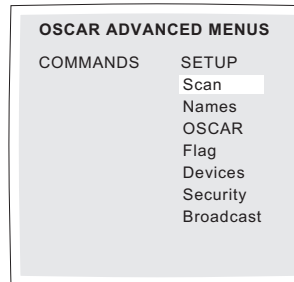 OSCAR ADVANCED MENUS
COMMANDS SETUP
Scan
Names
OSCAR
Flag
Devices
Security
Broadcast